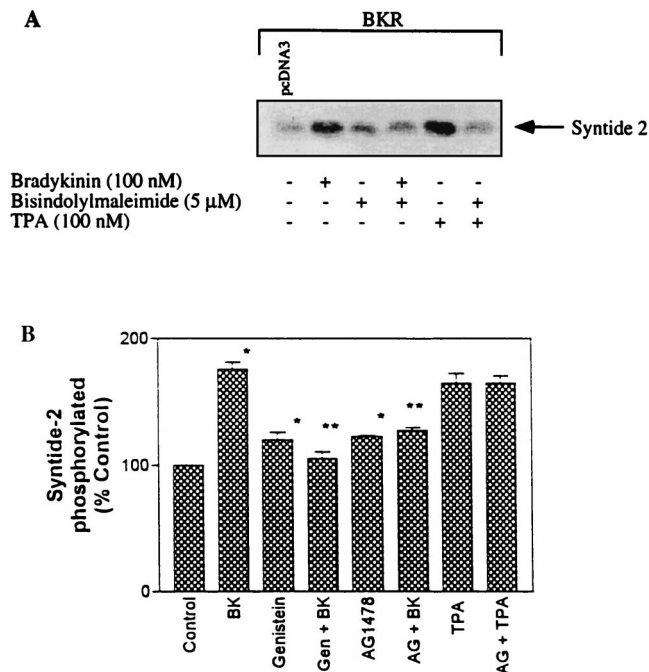 A
BKR
pcDNA3
Syntide 2
Bradykinin (100 nM) - + - + - -
Bisindolylmaleimide (5 μM) - - + + - +
TPA (100 nM) - - - - + +
B
200
100
0
Syntide-2
phosphorylated
(% Control)
* * ** * **
Control
BK
Genistein
Gen + BK
AG1478
AG + BK
TPA
AG + TPA